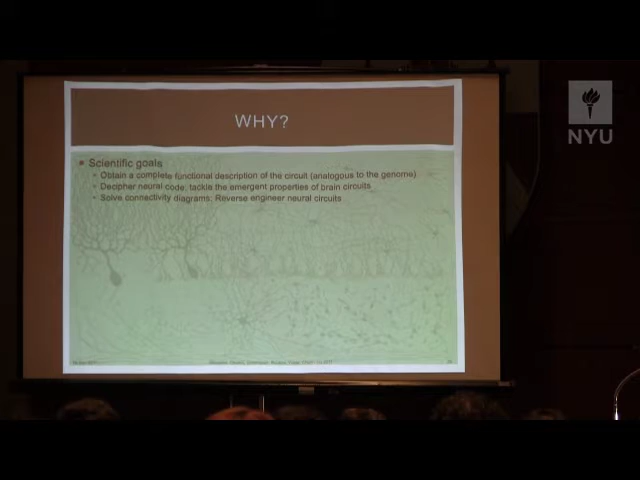 WHY?
NYU
Scientific goals
Obtain a complete functional description of the circuit (analogous to the genome)
Decipher neural code: tackle the emergent properties of brain circuits
Solve connectivity diagrams: Reverse engineer neural circuits